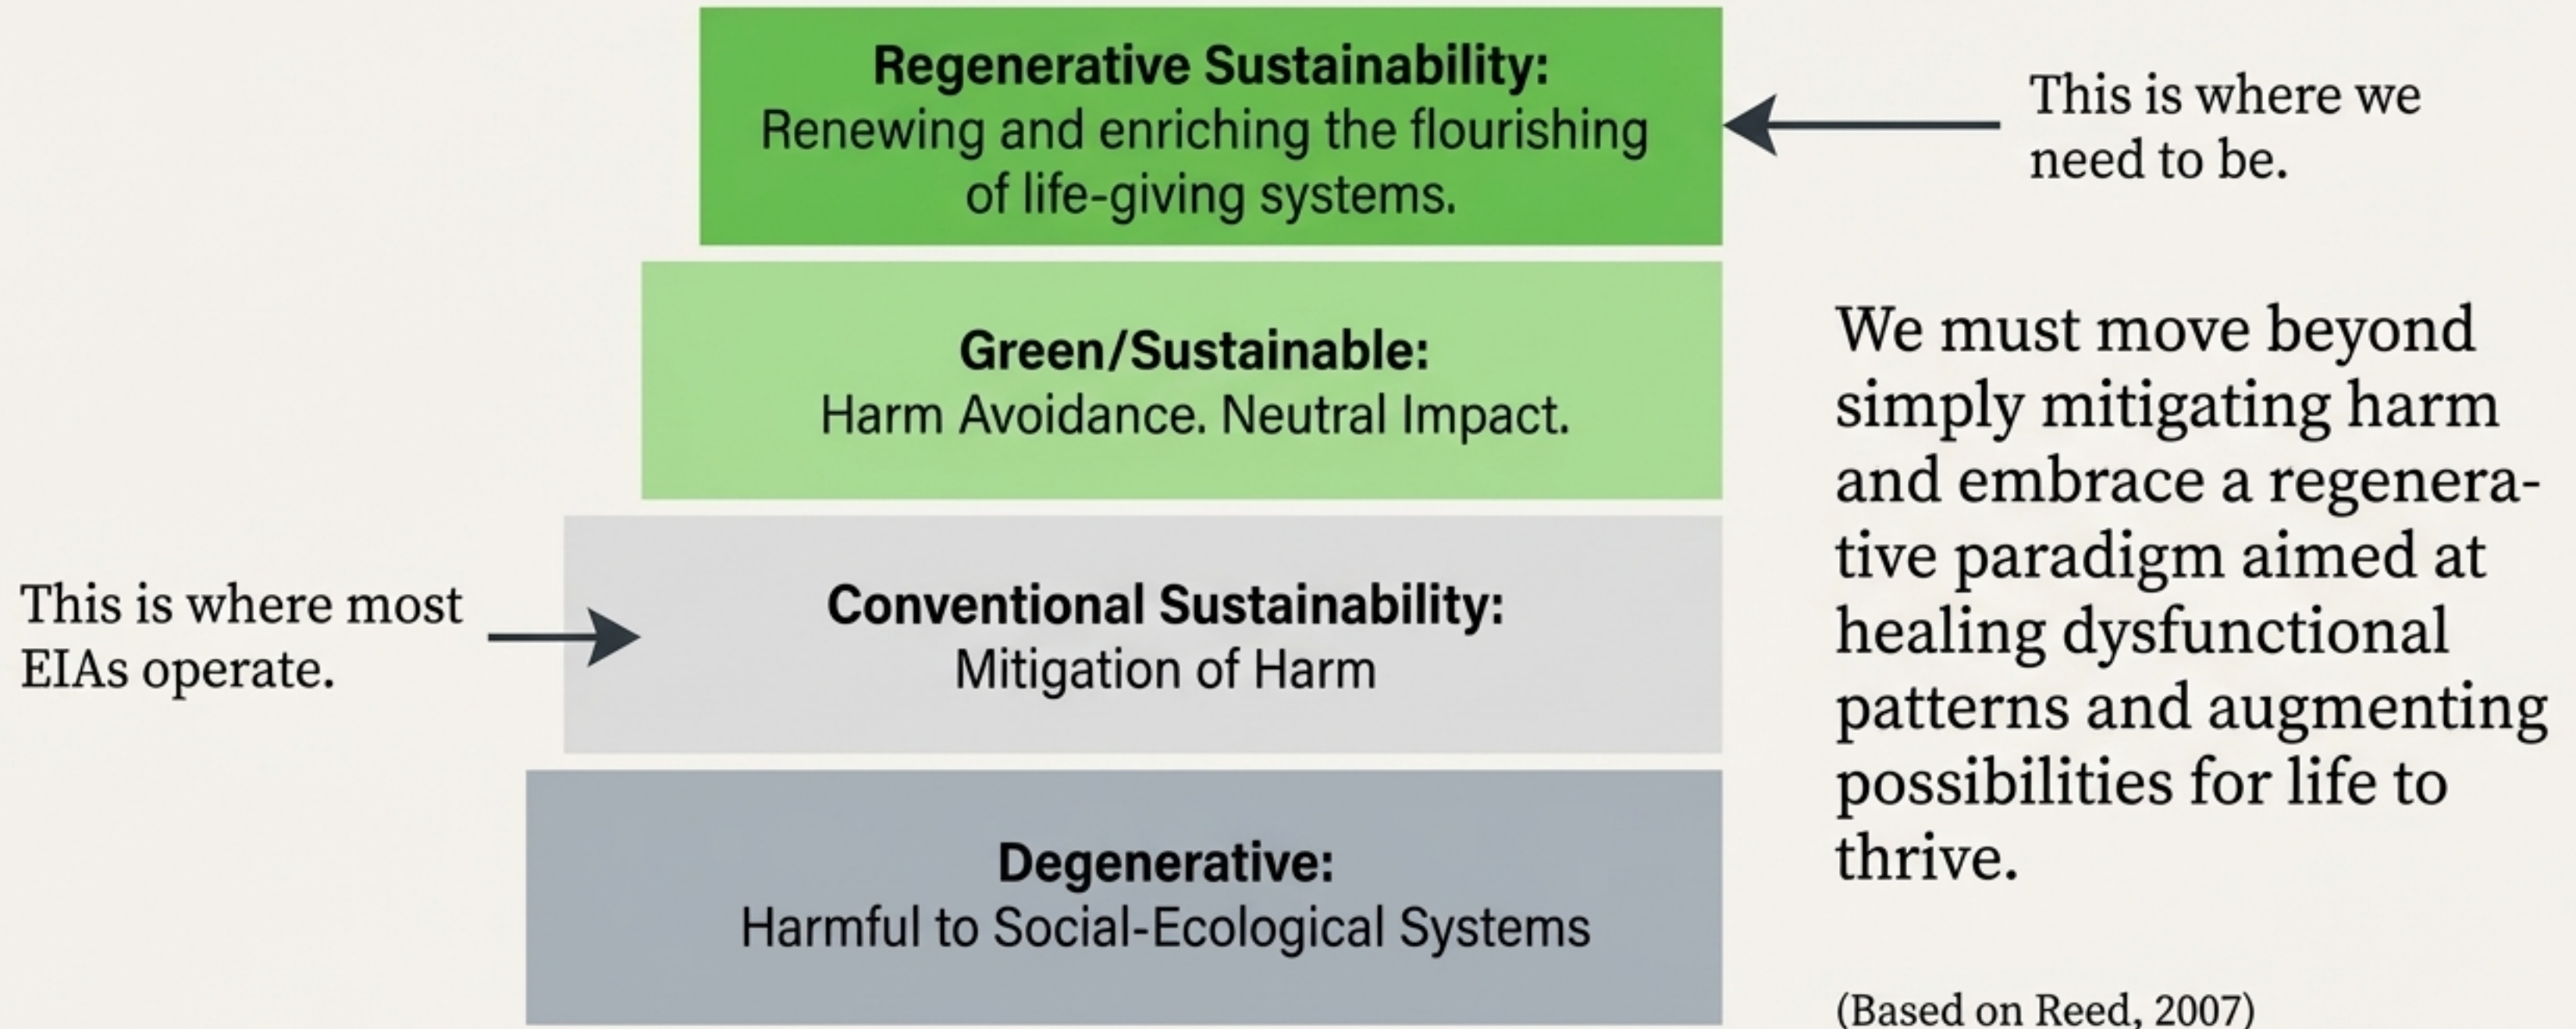 Regenerative Sustainability:
Renewing and enriching the flourishing
of life-giving systems.
This is where we
need to be.
Green/Sustainable:
Harm Avoidance. Neutral Impact.
This is where most
EIAs operate.
Conventional Sustainability:
Mitigation of Harm
Degenerative:
Harmful to Social-Ecological Systems
We must move beyond
simply mitigating harm
and embrace a regenera-
tive paradigm aimed at
healing dysfunctional
patterns and augmenting
possibilities for life to
thrive.
(Based on Reed, 2007)